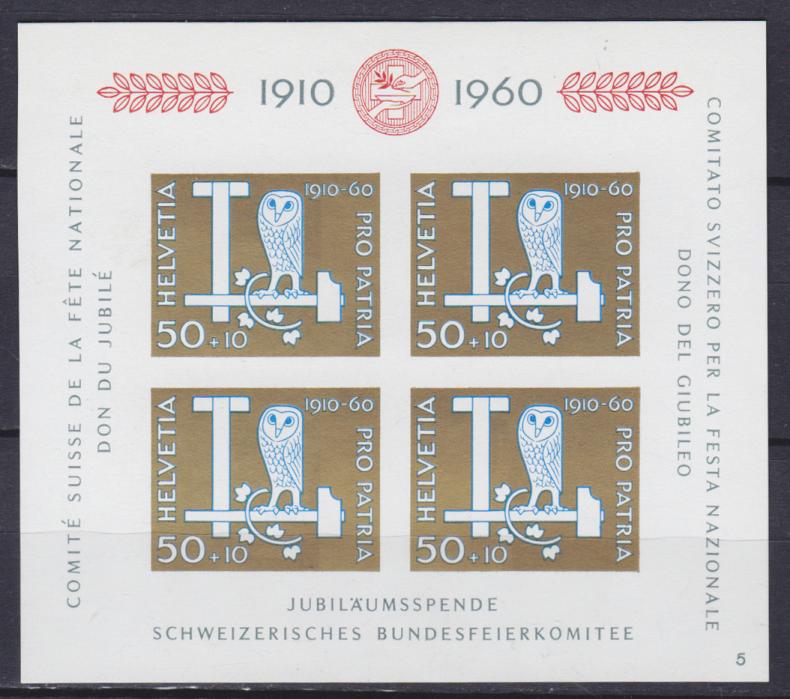 1910 1960
COMITÉ SUISSE DE LA FÊTE NATIONALE
DON DU JUBILÉ
HELVETIA
1910-60
PRO PATRIA
50+10
HELVETIA
1910-60
PRO PATRIA
50+10
HELVETIA
1910-60
PRO PATRIA
50+10
HELVETIA
1910-60
PRO PATRIA
50+10
COMITATO SVIZZERO PER LA FESTA NAZIONALE
DONO DEL GIUBILEO
JUBILÄUMSSPENDE
SCHWEIZERISCHES BUNDESFEIERKOMITEE
5